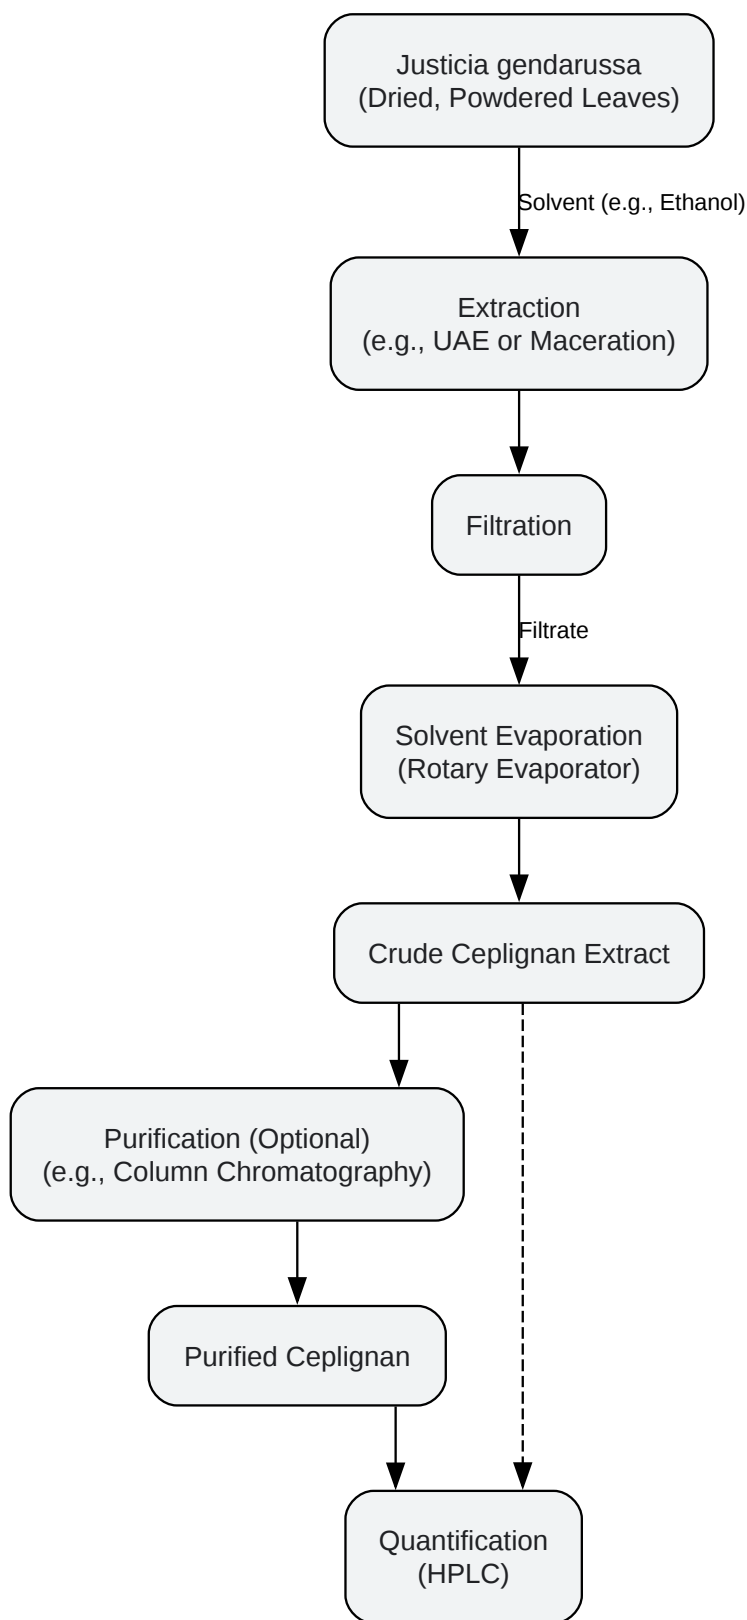 Justicia gendarussa
(Dried, Powdered Leaves)
Solvent (e.g., Ethanol)
Extraction
(e.g., UAE or Maceration)
Filtration
Filtrate
Solvent Evaporation
(Rotary Evaporator)
Crude Ceplignan Extract
Purification (Optional)
(e.g., Column Chromatography)
Purified Ceplignan
Quantification
(HPLC)